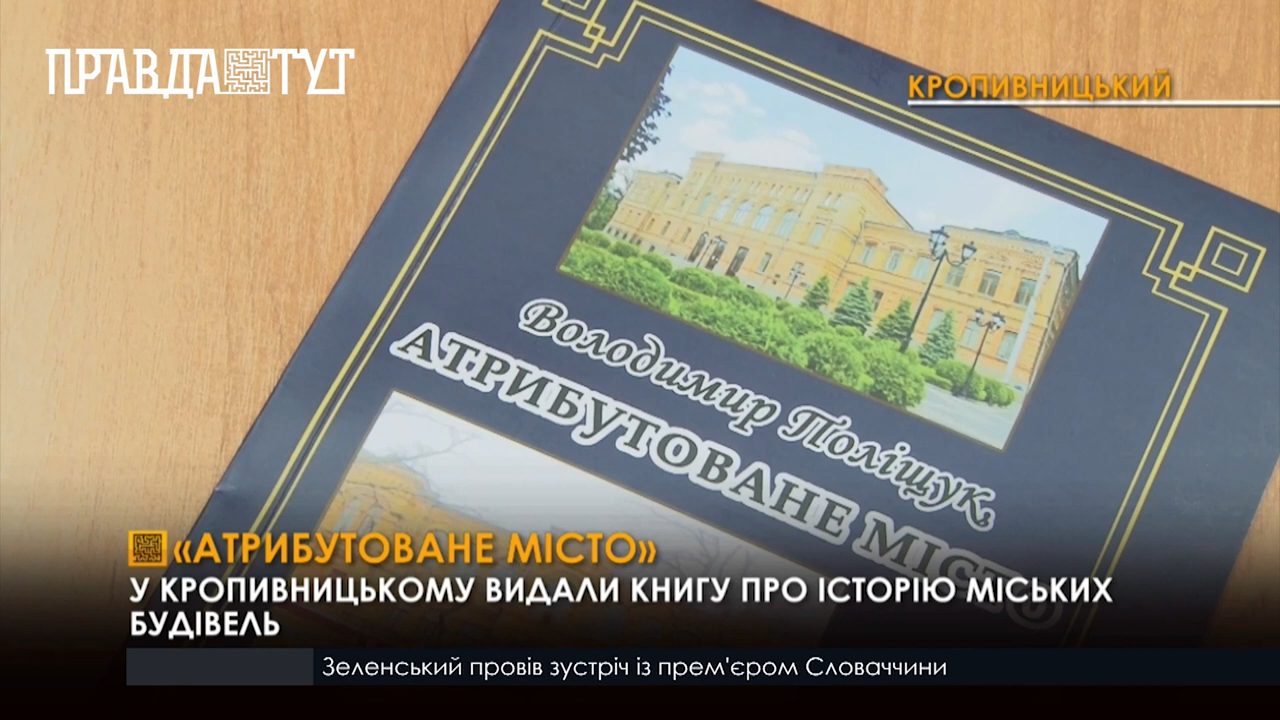 ПРАВДА ТУТ
КРОПИВНИЦЬКИЙ
Володимир Поліщук,
АТРИБУТОВАНЕ МІСТО
«АТРИБУТОВАНЕ МІСТО»
У КРОПИВНИЦЬКОМУ ВИДАЛИ КНИГУ ПРО ІСТОРІЮ МІСЬКИХ
БУДІВЕЛЬ
Зеленський провів зустріч із прем'єром Словаччини